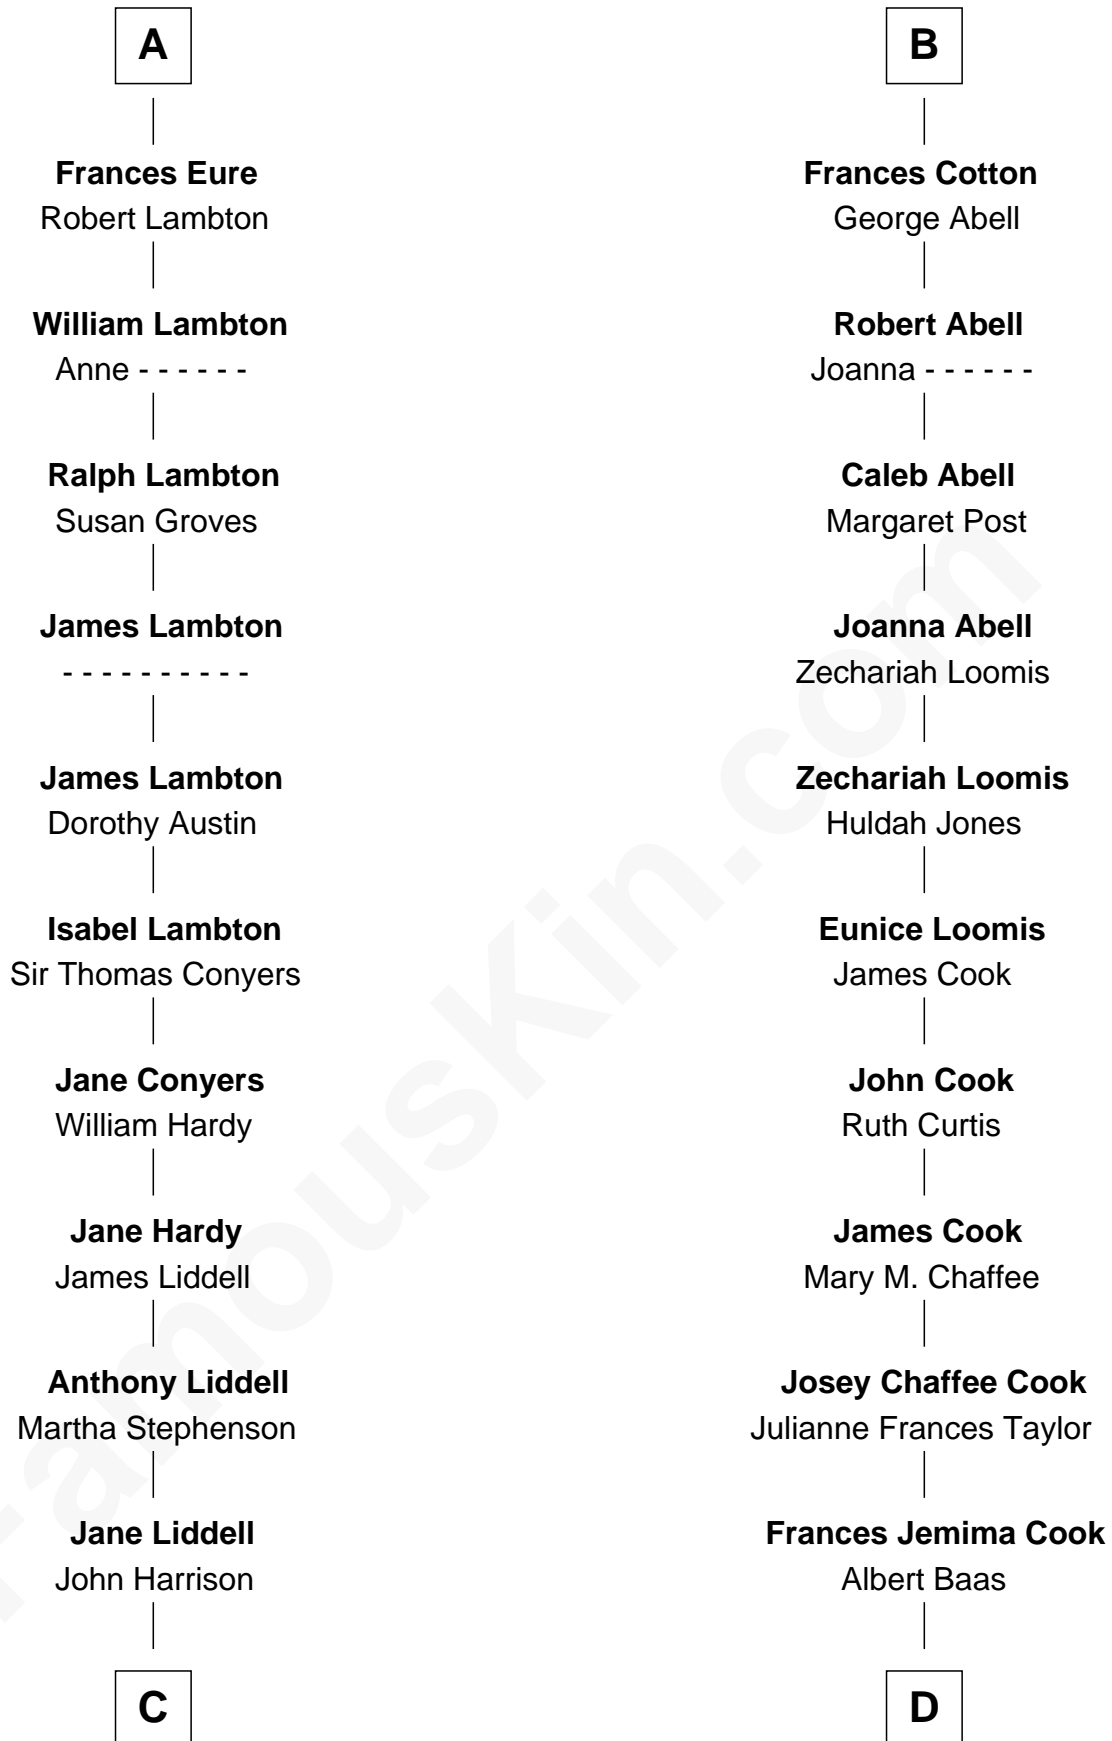 A
Frances Eure
Robert Lambton
William Lambton
Anne - - - - - -
Ralph Lambton
Susan Groves
James Lambton
- - - - - - - - - -
James Lambton
Dorothy Austin
Isabel Lambton
Sir Thomas Conyers
Jane Conyers
William Hardy
Jane Hardy
James Liddell
Anthony Liddell
Martha Stephenson
Jane Liddell
John Harrison
C
B
Frances Cotton
George Abell
Robert Abell
Joanna - - - - - -
Caleb Abell
Margaret Post
Joanna Abell
Zechariah Loomis
Zechariah Loomis
Huldah Jones
Eunice Loomis
James Cook
John Cook
Ruth Curtis
James Cook
Mary M. Chaffee
Josey Chaffee Cook
Julianne Frances Taylor
Frances Jemima Cook
Albert Baas
D
FamousKin.com